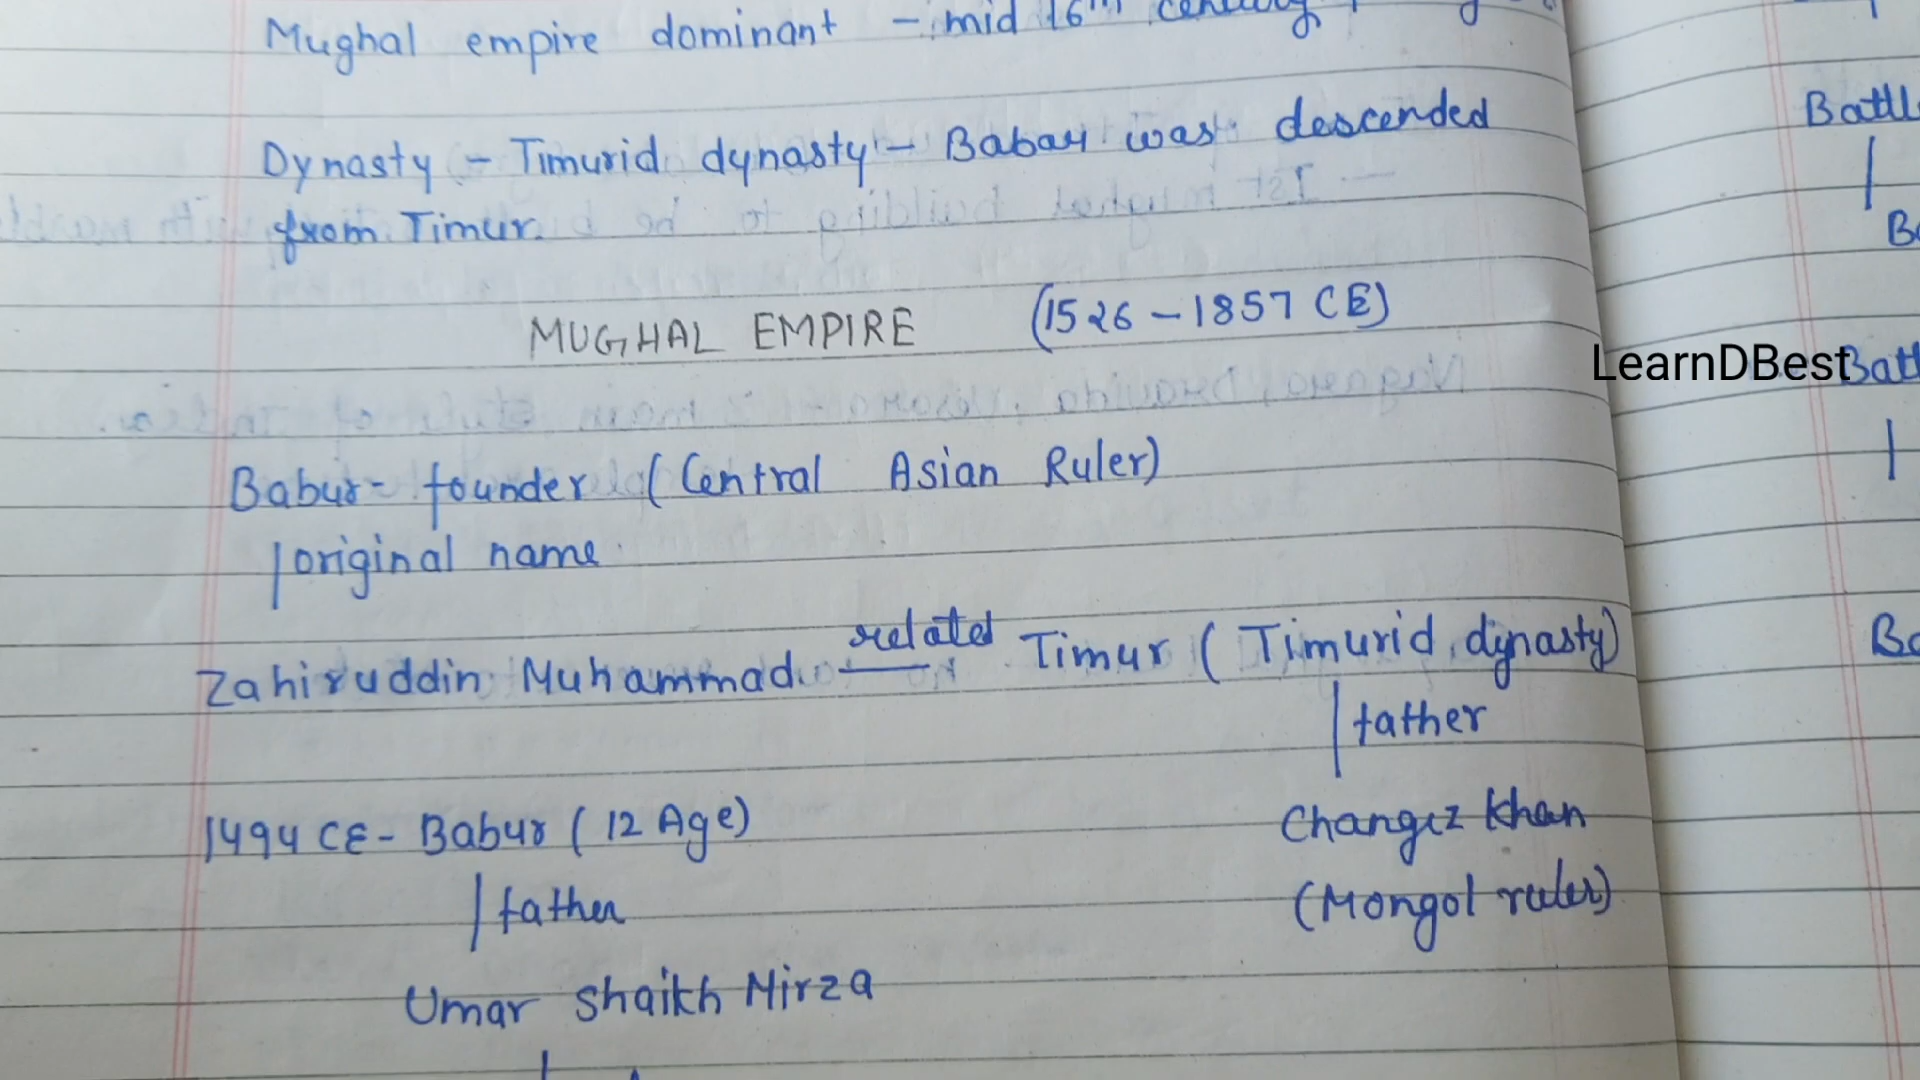 Mughal empire dominant - mid 16th century
Dynasty - Timurid dynasty - Babar was descended
from Timur.
MUGHAL EMPIRE (1526 - 1857 CE)
Babur - founder (Central Asian Ruler)
original name
Zahiruddin Muhammad related Timur (Timurid dynasty)
father
1494 CE - Babur (12 Age)
Changez Khan
father
(Mongol ruler)
Umar Shaikh Mirza
LearnDBest